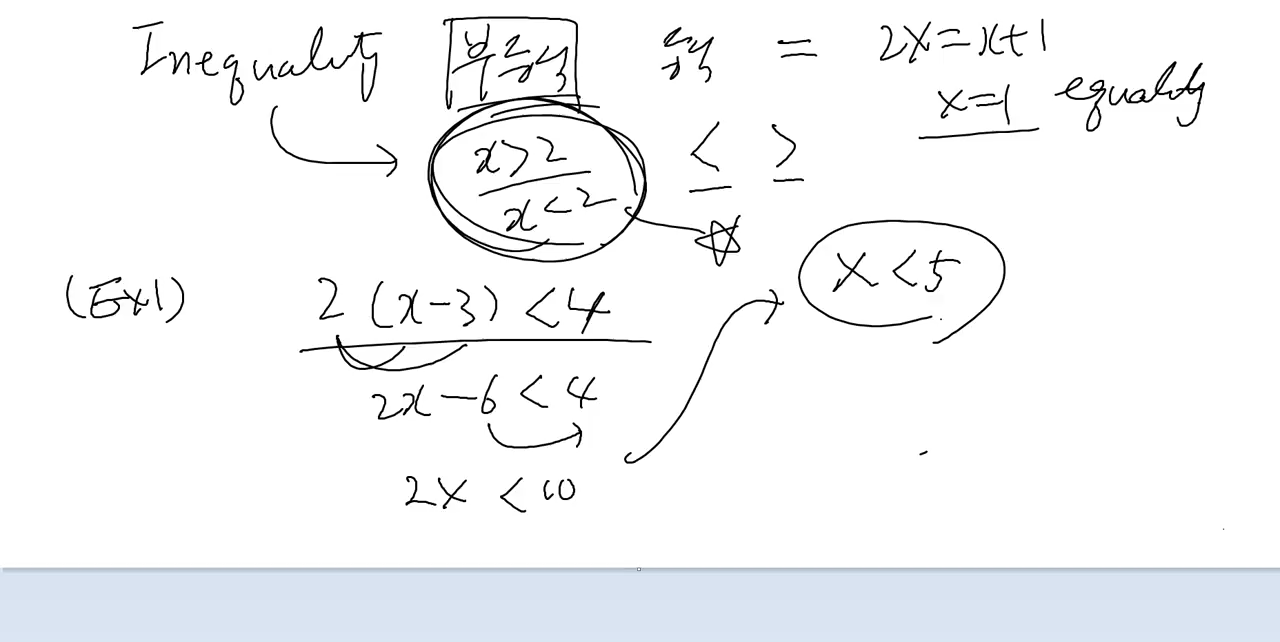 Inequality 부등식 등식 = 2x=x+1
x=1 equality
x>2 < >
x<2
(Ex1) 2(x-3)<4 x<5
2x-6<4
2x<10